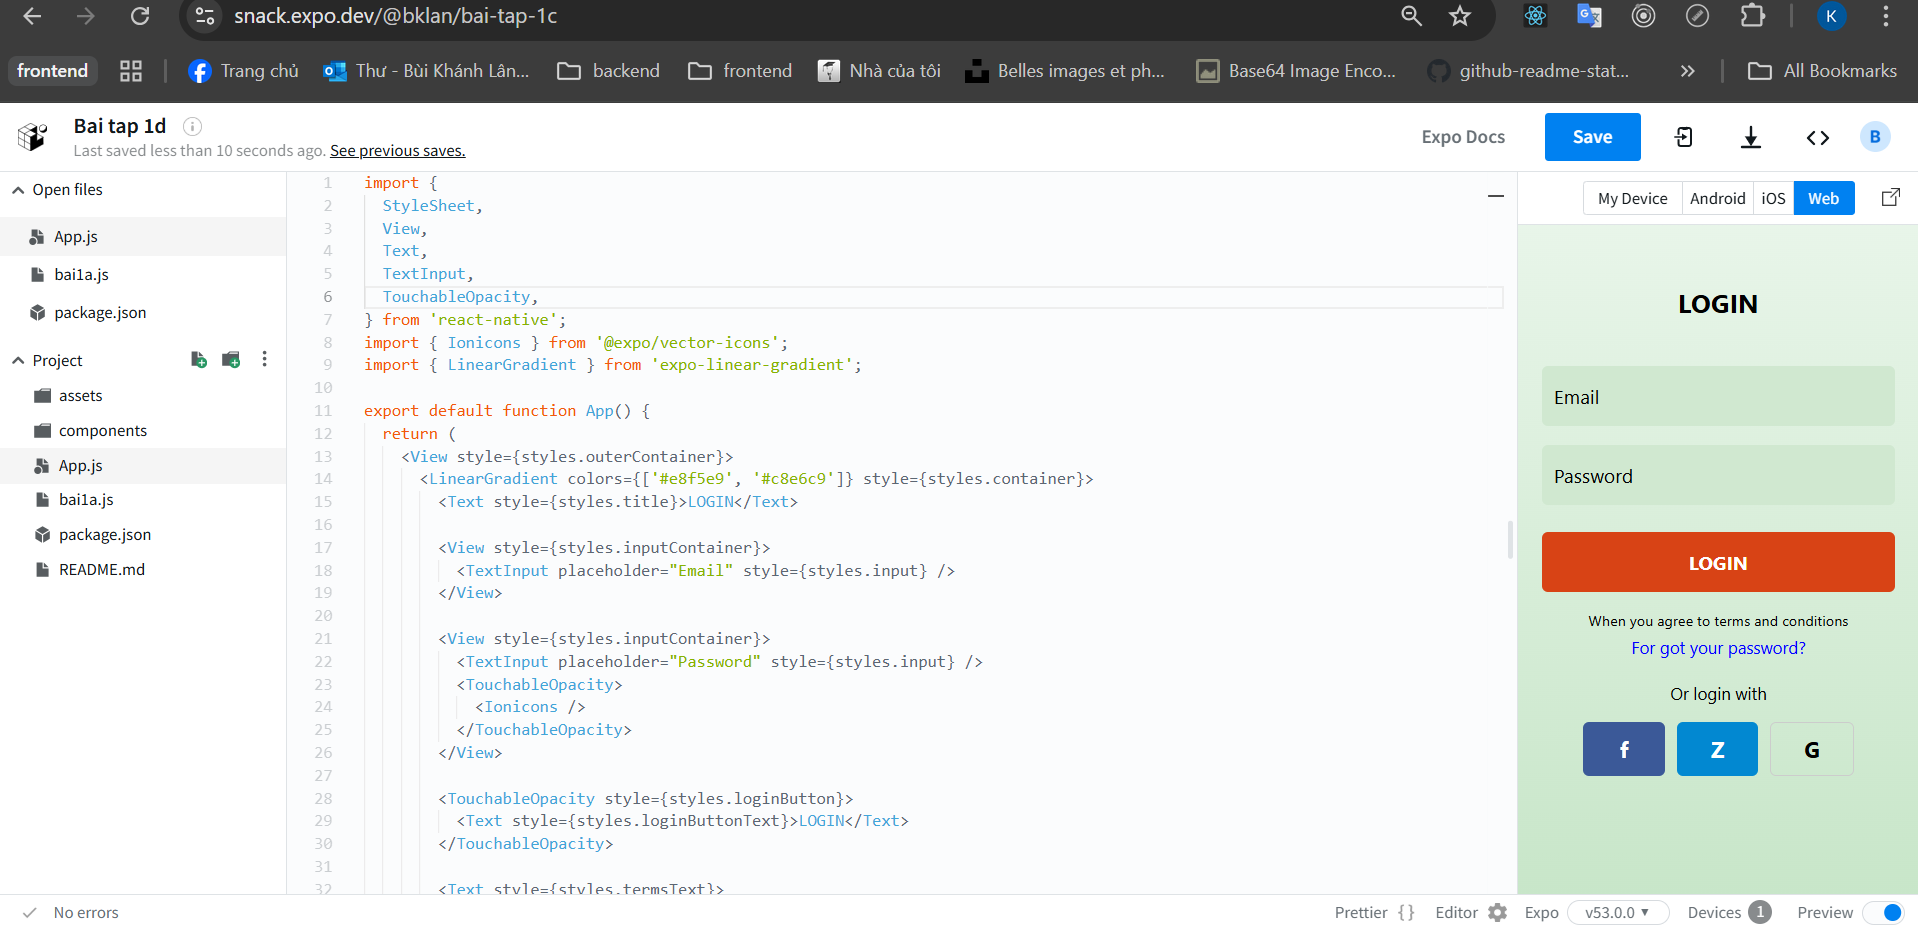 snack.expo.dev/@bklan/bai-tap-1c
K
frontend
Trang chủ
Thư - Bùi Khánh Lân...
backend
frontend
Nhà của tôi
Belles images et ph...
Base64 Image Enco...
github-readme-stat...
»
All Bookmarks
Bai tap 1d
Last saved less than 10 seconds ago. See previous saves.
Expo Docs
Save
B
Open files
App.js
bai1a.js
package.json
Project
assets
components
App.js
bai1a.js
package.json
README.md
1 import {
2 StyleSheet,
3 View,
4 Text,
5 TextInput,
6 TouchableOpacity,
7 } from 'react-native';
8 import { Ionicons } from '@expo/vector-icons';
9 import { LinearGradient } from 'expo-linear-gradient';
10
11 export default function App() {
12 return (
13 <View style={styles.outerContainer}>
14 <LinearGradient colors={['#e8f5e9', '#c8e6c9']} style={styles.container}>
15 <Text style={styles.title}>LOGIN</Text>
16
17 <View style={styles.inputContainer}>
18 <TextInput placeholder="Email" style={styles.input} />
19 </View>
20
21 <View style={styles.inputContainer}>
22 <TextInput placeholder="Password" style={styles.input} />
23 <TouchableOpacity>
24 <Ionicons />
25 </TouchableOpacity>
26 </View>
27
28 <TouchableOpacity style={styles.loginButton}>
29 <Text style={styles.loginButtonText}>LOGIN</Text>
30 </TouchableOpacity>
31
32 <Text style={styles.termsText}>
My Device
Android
iOS
Web
LOGIN
Email
Password
LOGIN
When you agree to terms and conditions
For got your password?
Or login with
f
Z
G
No errors
Prettier { }
Editor
Expo
v53.0.0
Devices 1
Preview